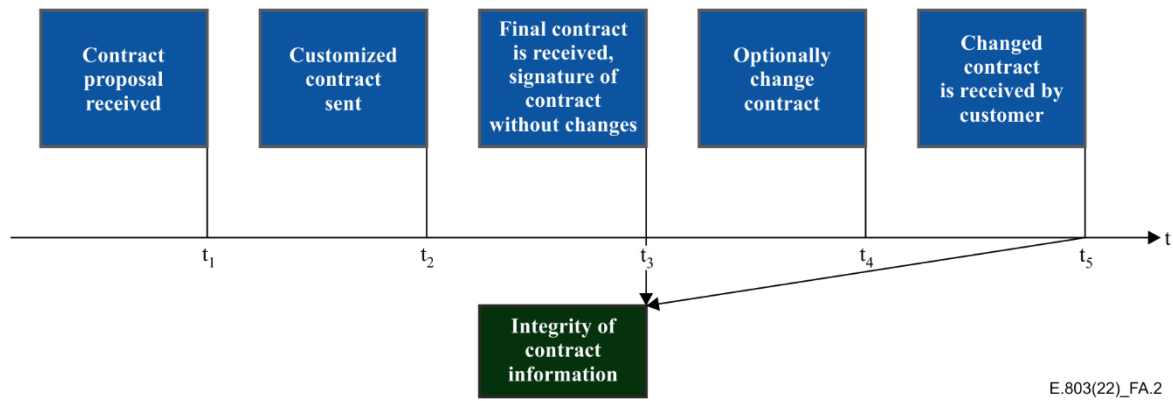 Contract
proposal
received
Customized
contract
sent
Final contract
is received,
signature of
contract
without changes
Optionally
change
contract
Changed
contract
is received by
customer
t
t1
t2
t3
t4
t5
Integrity of
contract
information
E.803(22)_FA.2